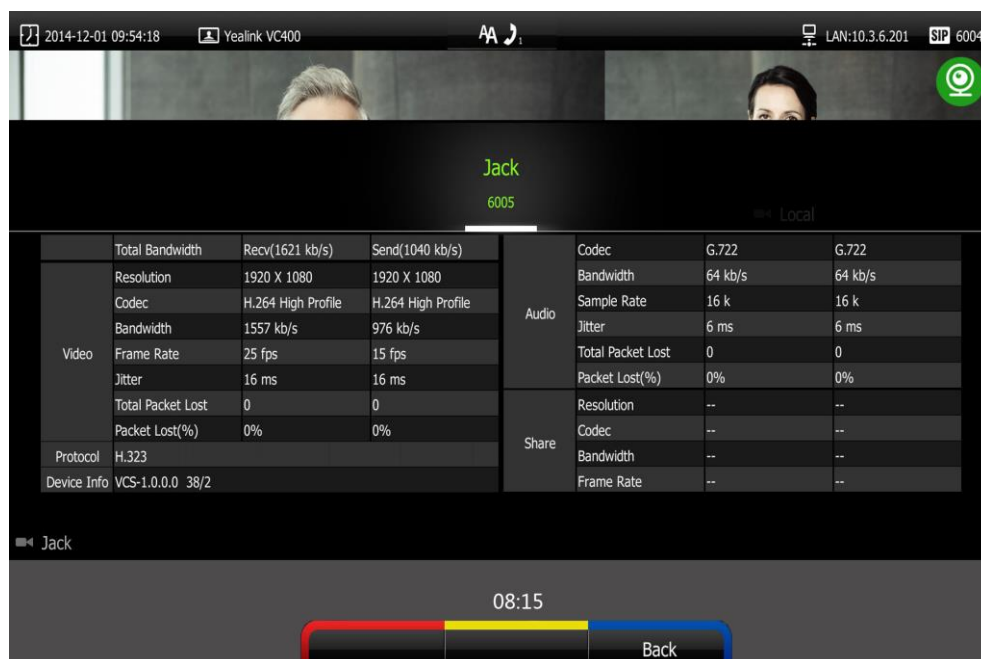 2014-12-01 09:54:18 Yealink VC400 AA 1 LAN:10.3.6.201 SIP 6004
Jack
6005
Local
Total Bandwidth Recv(1621 kb/s) Send(1040 kb/s)
Video
Resolution 1920 X 1080 1920 X 1080
Codec H.264 High Profile H.264 High Profile
Bandwidth 1557 kb/s 976 kb/s
Frame Rate 25 fps 15 fps
Jitter 16 ms 16 ms
Total Packet Lost 0 0
Packet Lost(%) 0% 0%
Protocol H.323
Device Info VCS-1.0.0.0 38/2
Audio
Codec G.722 G.722
Bandwidth 64 kb/s 64 kb/s
Sample Rate 16 k 16 k
Jitter 6 ms 6 ms
Total Packet Lost 0 0
Packet Lost(%) 0% 0%
Share
Resolution -- --
Codec -- --
Bandwidth -- --
Frame Rate -- --
Jack
08:15
Back